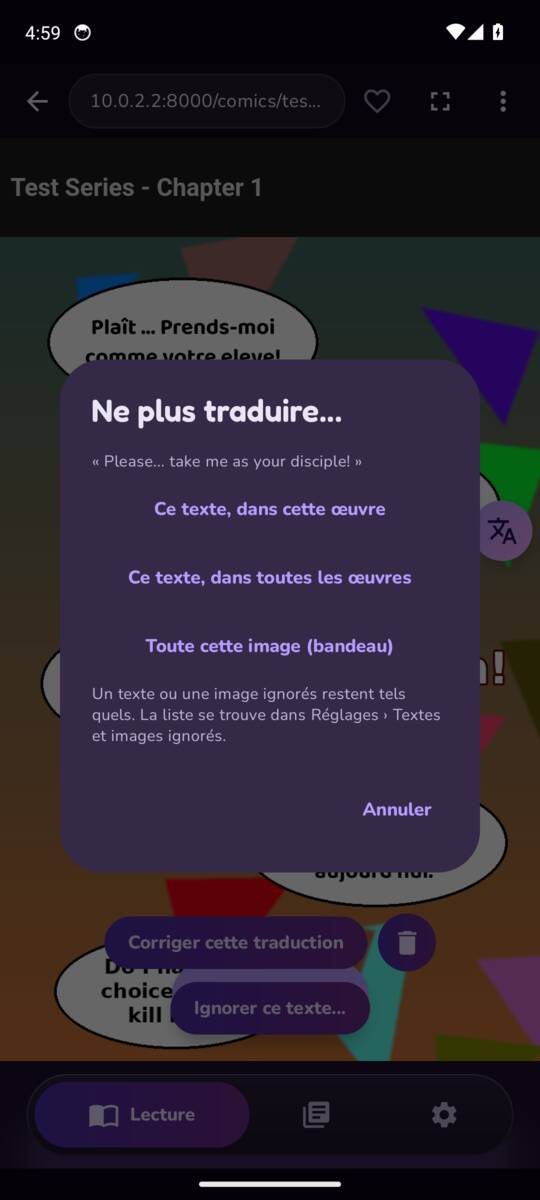 4:59
10.0.2.2:8000/comics/tes...
Test Series - Chapter 1
Plaît ... Prends-moi
comme votre eleve!
Ne plus traduire...
« Please... take me as your disciple! »
Ce texte, dans cette œuvre
Ce texte, dans toutes les œuvres
Toute cette image (bandeau)
Un texte ou une image ignorés restent tels
quels. La liste se trouve dans Réglages › Textes
et images ignorés.
Annuler
aujourd'hui.
Corriger cette traduction
choice
kill
Ignorer ce texte...
Lecture